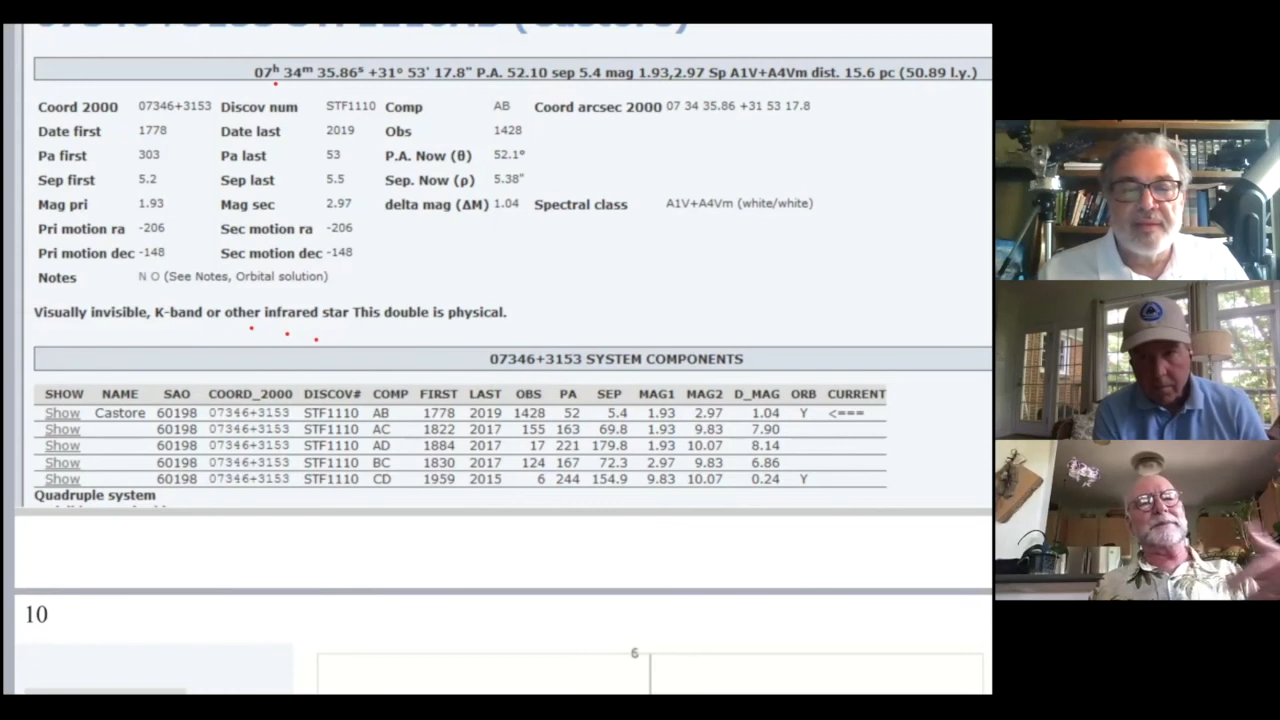 07h 34m 35.86s +31° 53' 17.8" P.A. 52.10 sep 5.4 mag 1.93,2.97 Sp A1V+A4Vm dist. 15.6 pc (50.89 l.y.)
Coord 2000 07346+3153 Discov num STF1110 Comp AB Coord arcsec 2000 07 34 35.86 +31 53 17.8
Date first 1778 Date last 2019 Obs 1428
Pa first 303 Pa last 53 P.A. Now (θ) 52.1°
Sep first 5.2 Sep last 5.5 Sep. Now (ρ) 5.38"
Mag pri 1.93 Mag sec 2.97 delta mag (ΔM) 1.04 Spectral class A1V+A4Vm (white/white)
Pri motion ra -206 Sec motion ra -206
Pri motion dec -148 Sec motion dec -148
Notes N O (See Notes, Orbital solution)
Visually invisible, K-band or other infrared star This double is physical.
07346+3153 SYSTEM COMPONENTS
SHOW NAME SAO COORD_2000 DISCOV# COMP FIRST LAST OBS PA SEP MAG1 MAG2 D_MAG ORB CURRENT
Show Castore 60198 07346+3153 STF1110 AB 1778 2019 1428 52 5.4 1.93 2.97 1.04 Y <===
Show 60198 07346+3153 STF1110 AC 1822 2017 155 163 69.8 1.93 9.83 7.90
Show 60198 07346+3153 STF1110 AD 1884 2017 17 221 179.8 1.93 10.07 8.14
Show 60198 07346+3153 STF1110 BC 1830 2017 124 167 72.3 2.97 9.83 6.86
Show 60198 07346+3153 STF1110 CD 1959 2015 6 244 154.9 9.83 10.07 0.24 Y
Quadruple system
10
6